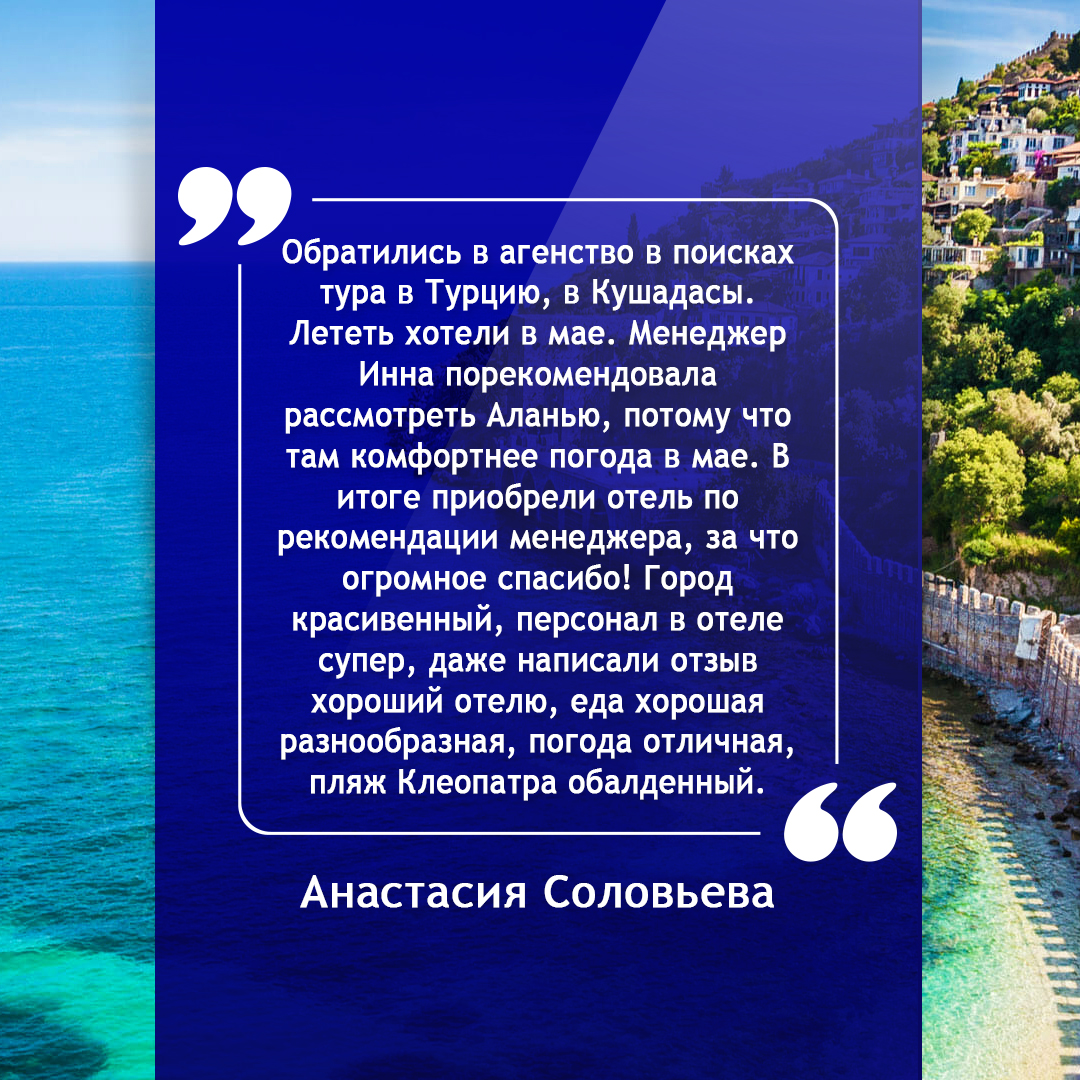 Обратились в агенство в поисках
тура в Турцию, в Кушадасы.
Лететь хотели в мае. Менеджер
Инна порекомендовала
рассмотреть Аланью, потому что
там комфортнее погода в мае. В
итоге приобрели отель по
рекомендации менеджера, за что
огромное спасибо! Город
красивенный, персонал в отеле
супер, даже написали отзыв
хороший отелю, еда хорошая
разнообразная, погода отличная,
пляж Клеопатра обалденный.
Анастасия Соловьева